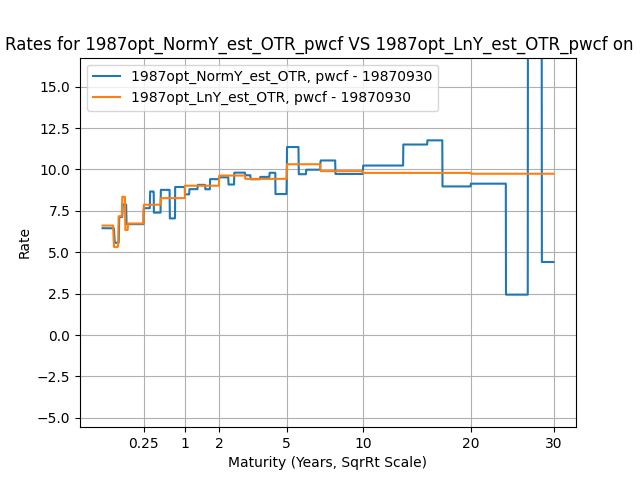 Rates for 1987opt_NormY_est_OTR_pwcf VS 1987opt_LnY_est_OTR_pwcf on
1987opt_NormY_est_OTR, pwcf - 19870930
1987opt_LnY_est_OTR, pwcf - 19870930
15.0
12.5
10.0
7.5
5.0
2.5
0.0
−2.5
−5.0
Rate
0.25 1 2 5 10 20 30
Maturity (Years, SqrRt Scale)